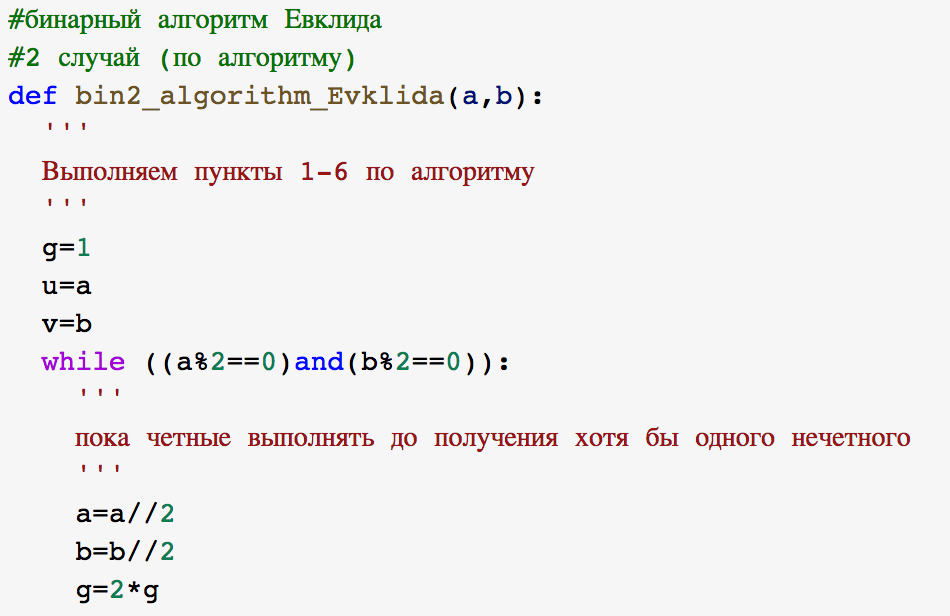 #бинарный алгоритм Евклида
#2 случай (по алгоритму)
def bin2_algorithm_Evklida(a,b):
'''
Выполняем пункты 1-6 по алгоритму
'''
g=1
u=a
v=b
while ((a%2==0)and(b%2==0)):
'''
пока четные выполнять до получения хотя бы одного нечетного
'''
a=a//2
b=b//2
g=2*g